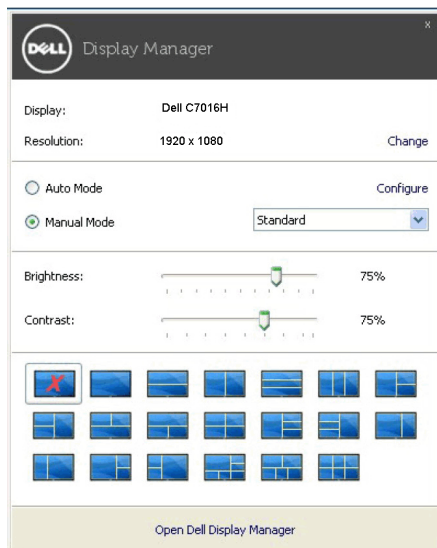 x
DELL Display Manager
Display: Dell C7016H
Resolution: 1920 x 1080 Change
Auto Mode Configure
Manual Mode Standard
Brightness: 75%
Contrast: 75%
Open Dell Display Manager